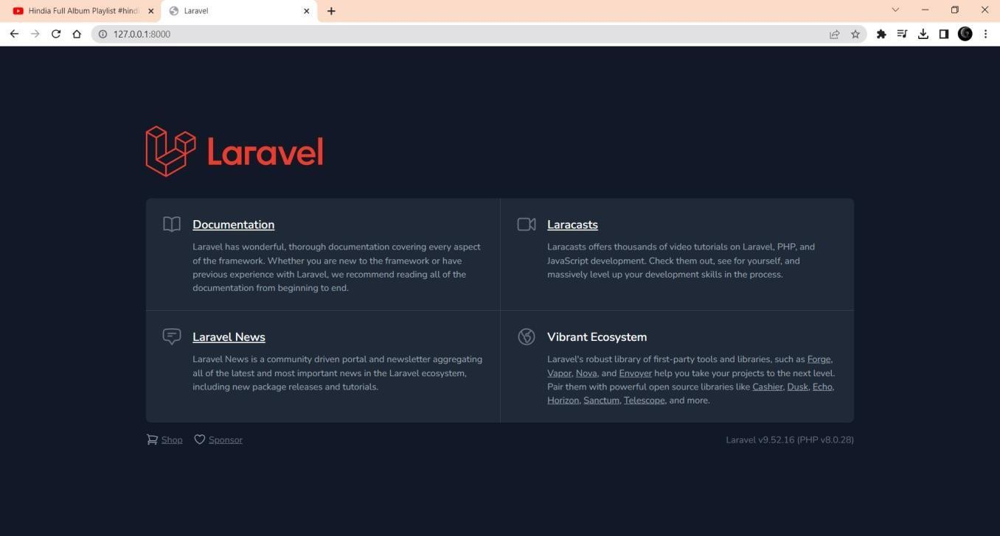 Hindia Full Album Playlist #hindi
Laravel
127.0.0.1:8000
Laravel
Documentation
Laravel has wonderful, thorough documentation covering every aspect
of the framework. Whether you are new to the framework or have
previous experience with Laravel, we recommend reading all of the
documentation from beginning to end.
Laracasts
Laracasts offers thousands of video tutorials on Laravel, PHP, and
JavaScript development. Check them out, see for yourself, and
massively level up your development skills in the process.
Laravel News
Laravel News is a community driven portal and newsletter aggregating
all of the latest and most important news in the Laravel ecosystem,
including new package releases and tutorials.
Vibrant Ecosystem
Laravel's robust library of first-party tools and libraries, such as Forge,
Vapor, Nova, and Envoyer help you take your projects to the next level.
Pair them with powerful open source libraries like Cashier, Dusk, Echo,
Horizon, Sanctum, Telescope, and more.
Shop
Sponsor
Laravel v9.52.16 (PHP v8.0.28)